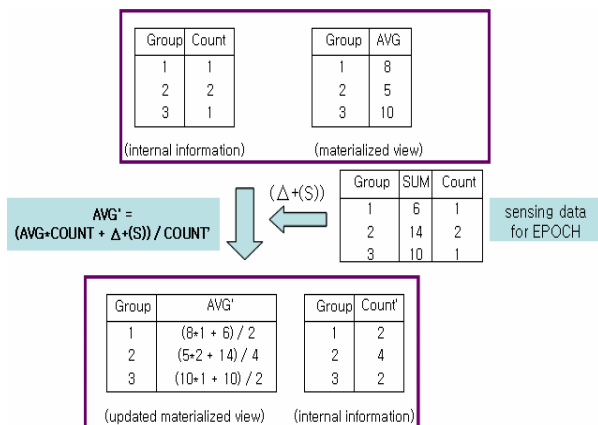 Group Count
1 1
2 2
3 1
(internal information)
Group AVG
1 8
2 5
3 10
(materialized view)
(Δ+(S))
AVG' =
(AVG*COUNT + Δ+(S)) / COUNT'
Group SUM Count
1 6 1
2 14 2
3 10 1
sensing data
for EPOCH
Group AVG'
1 (8*1 + 6) / 2
2 (5*2 + 14) / 4
3 (10*1 + 10) / 2
(updated materialized view)
Group Count'
1 2
2 4
3 2
(internal information)